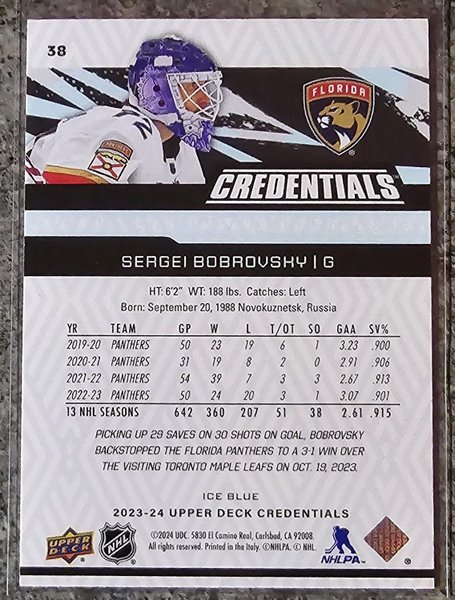 38
FLORIDA
CREDENTIALS
SERGEI BOBROVSKY | G
HT: 6'2" WT: 188 lbs. Catches: Left
Born: September 20, 1988 Novokuznetsk, Russia
YR TEAM GP W L T/OT SO GAA SV%
2019-20 PANTHERS 50 23 19 6 1 3.23 .900
2020-21 PANTHERS 31 19 8 2 0 2.91 .906
2021-22 PANTHERS 54 39 7 3 3 2.67 .913
2022-23 PANTHERS 50 24 20 3 1 3.07 .901
13 NHL SEASONS 642 360 207 51 38 2.61 .915
PICKING UP 29 SAVES ON 30 SHOTS ON GOAL, BOBROVSKY
BACKSTOPPED THE FLORIDA PANTHERS TO A 3-1 WIN OVER
THE VISITING TORONTO MAPLE LEAFS ON OCT. 19, 2023.
ICE BLUE
2023-24 UPPER DECK CREDENTIALS
UPPER DECK
NHL
©2024 UDC. 5830 El Camino Real, Carlsbad, CA 92008.
All rights reserved. Printed in the Italy. ©NHLPA. © NHL.
NHLPA
®